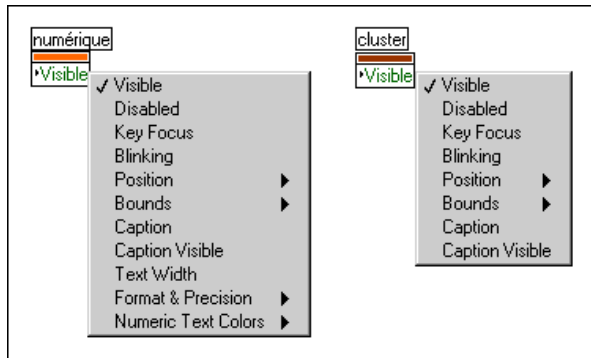 numérique
Visible
Visible
Disabled
Key Focus
Blinking
Position
Bounds
Caption
Caption Visible
Text Width
Format & Precision
Numeric Text Colors
cluster
Visible
Visible
Disabled
Key Focus
Blinking
Position
Bounds
Caption
Caption Visible